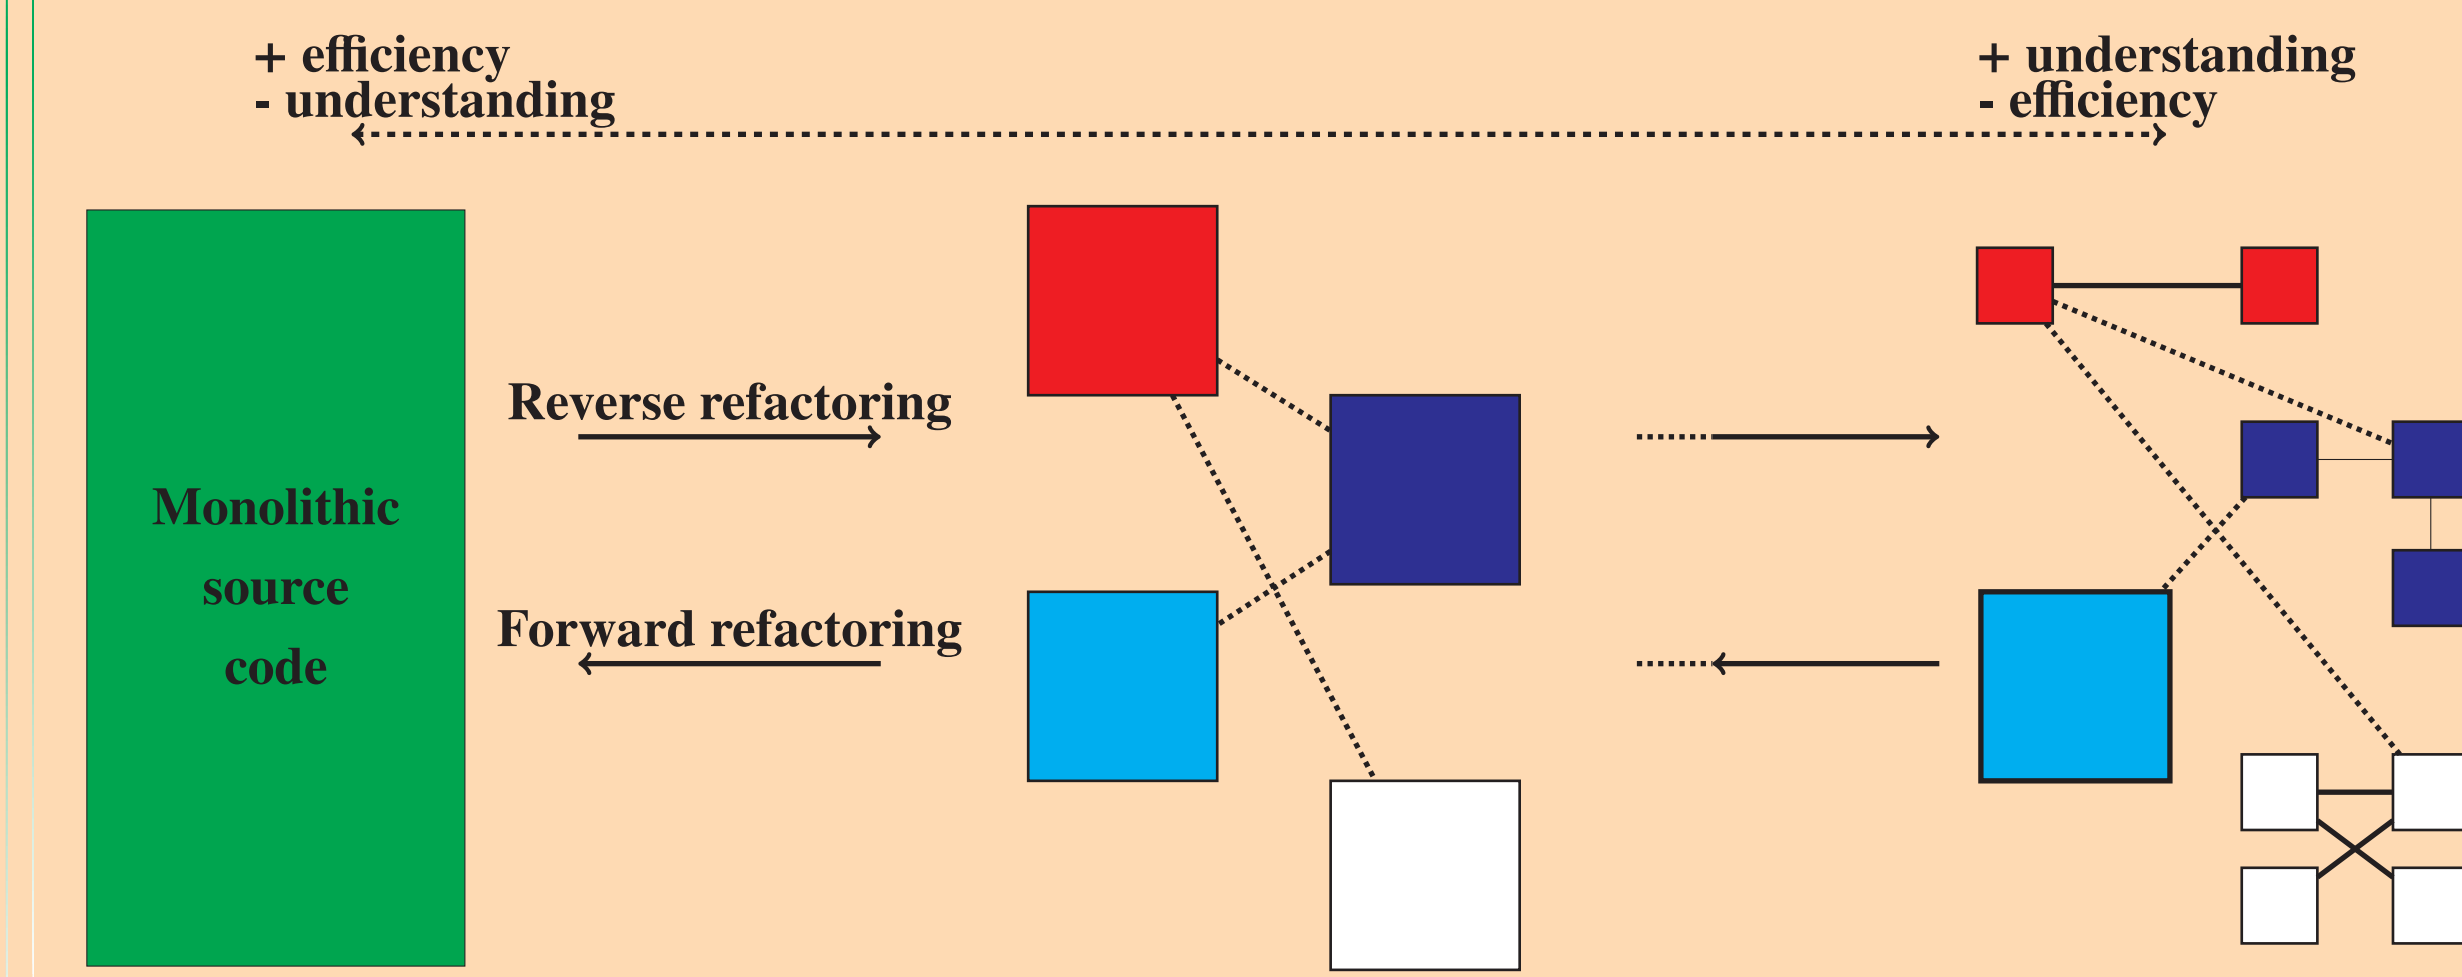 + efficiency
- understanding
+ understanding
- efficiency
Reverse refactoring
Forward refactoring
Monolithic
source
code